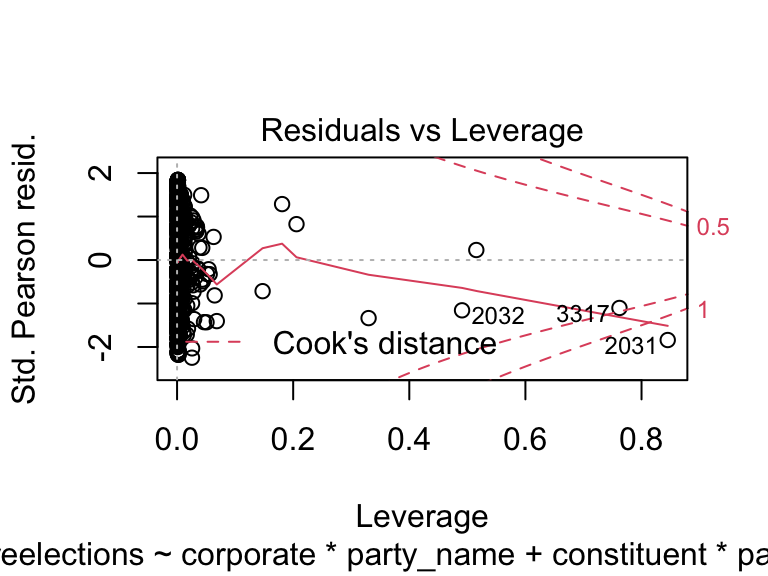 Residuals vs Leverage
Std. Pearson resid.
2
0
-2
0.5
1
2032
3317
2031
Cook's distance
0.0 0.2 0.4 0.6 0.8
Leverage
reelections ~ corporate * party_name + constituent * pa